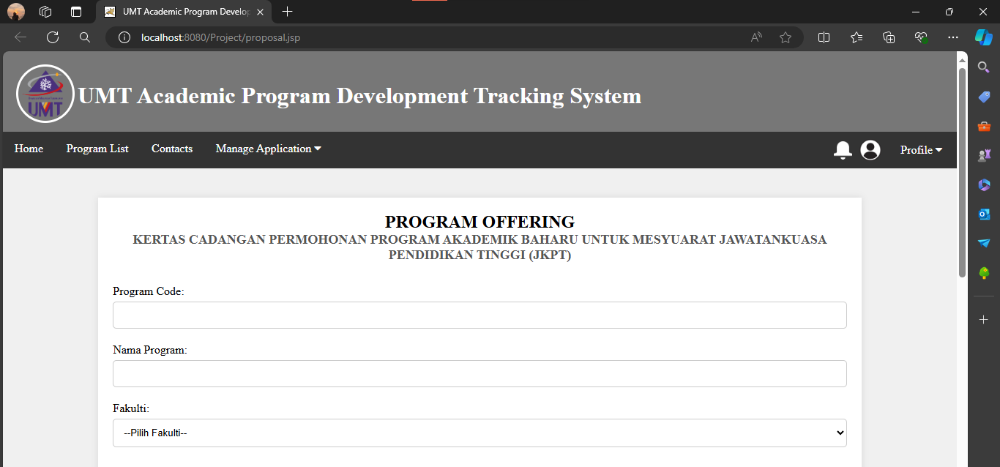 UMT Academic Program Develop
localhost:8080/Project/proposal.jsp
UMT
UMT Academic Program Development Tracking System
Home Program List Contacts Manage Application Profile
PROGRAM OFFERING
KERTAS CADANGAN PERMOHONAN PROGRAM AKADEMIK BAHARU UNTUK MESYUARAT JAWATANKUASA
PENDIDIKAN TINGGI (JKPT)
Program Code:
Nama Program:
Fakulti:
--Pilih Fakulti--